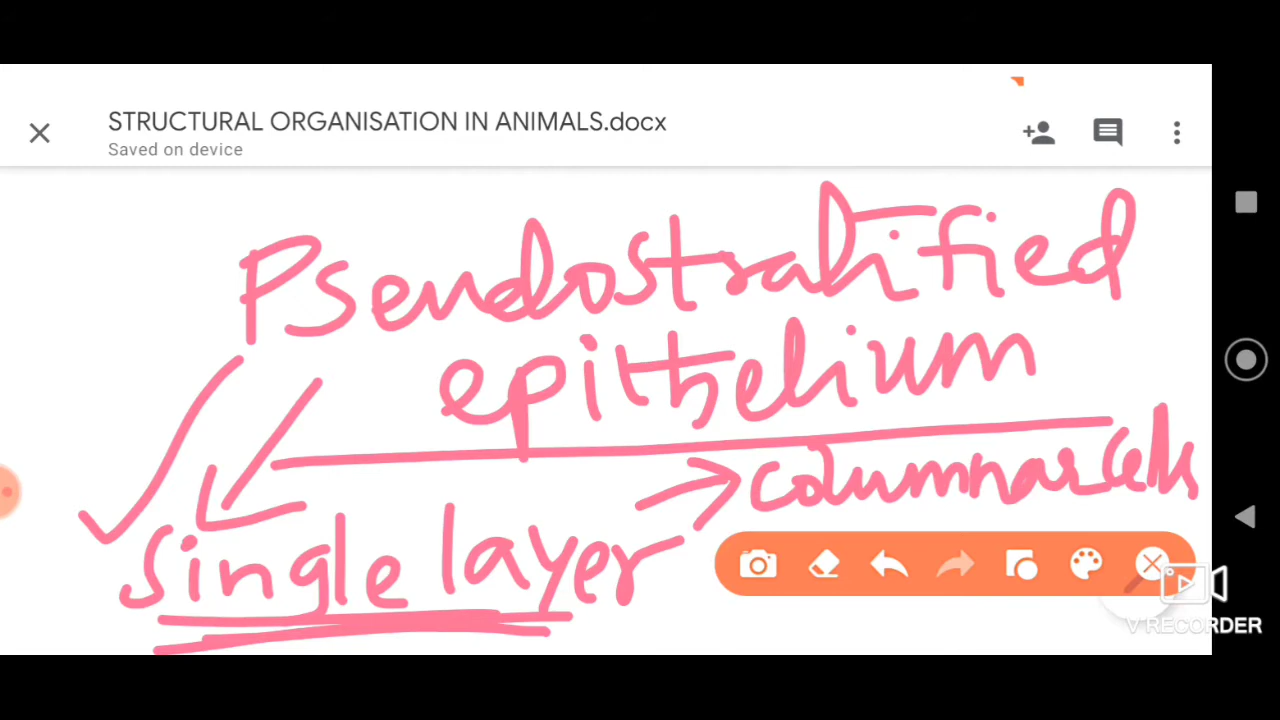 STRUCTURAL ORGANISATION IN ANIMALS.docx
Saved on device
Pseudostratified
epithelium
single layer → columnar cells
V RECORDER